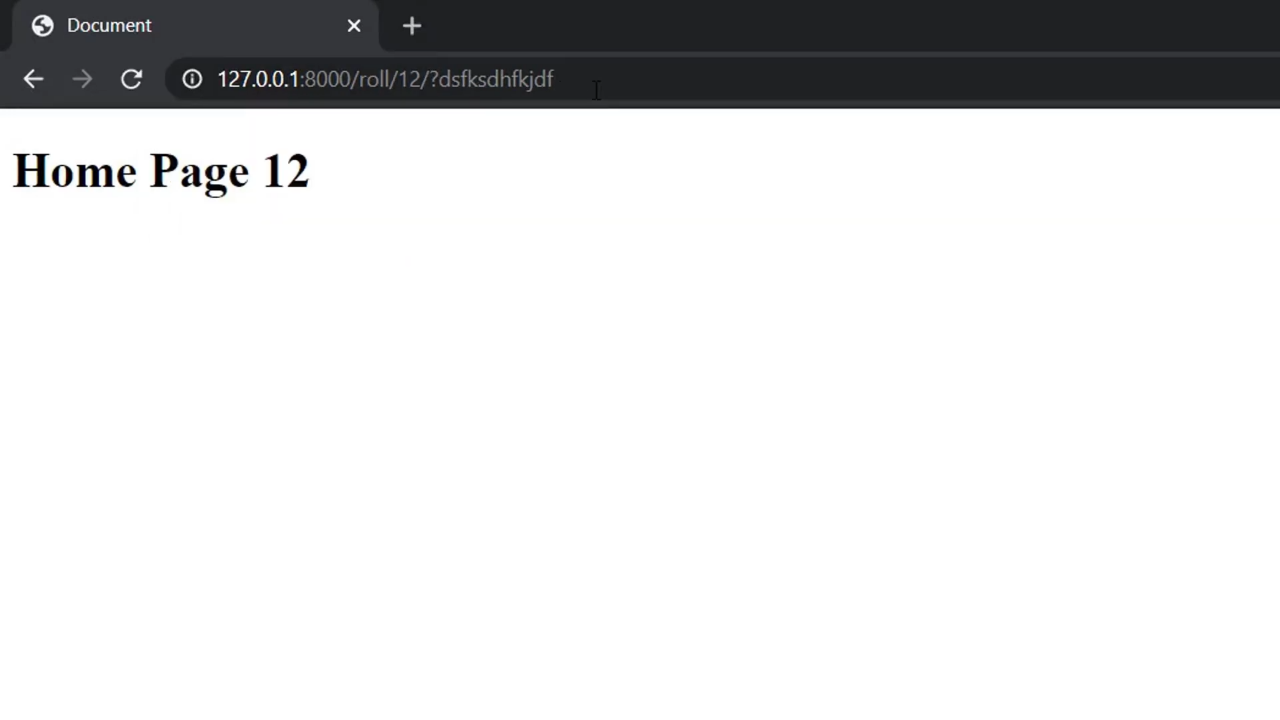 Document
127.0.0.1:8000/roll/12/?dsfksdhfkjdf
Home Page 12